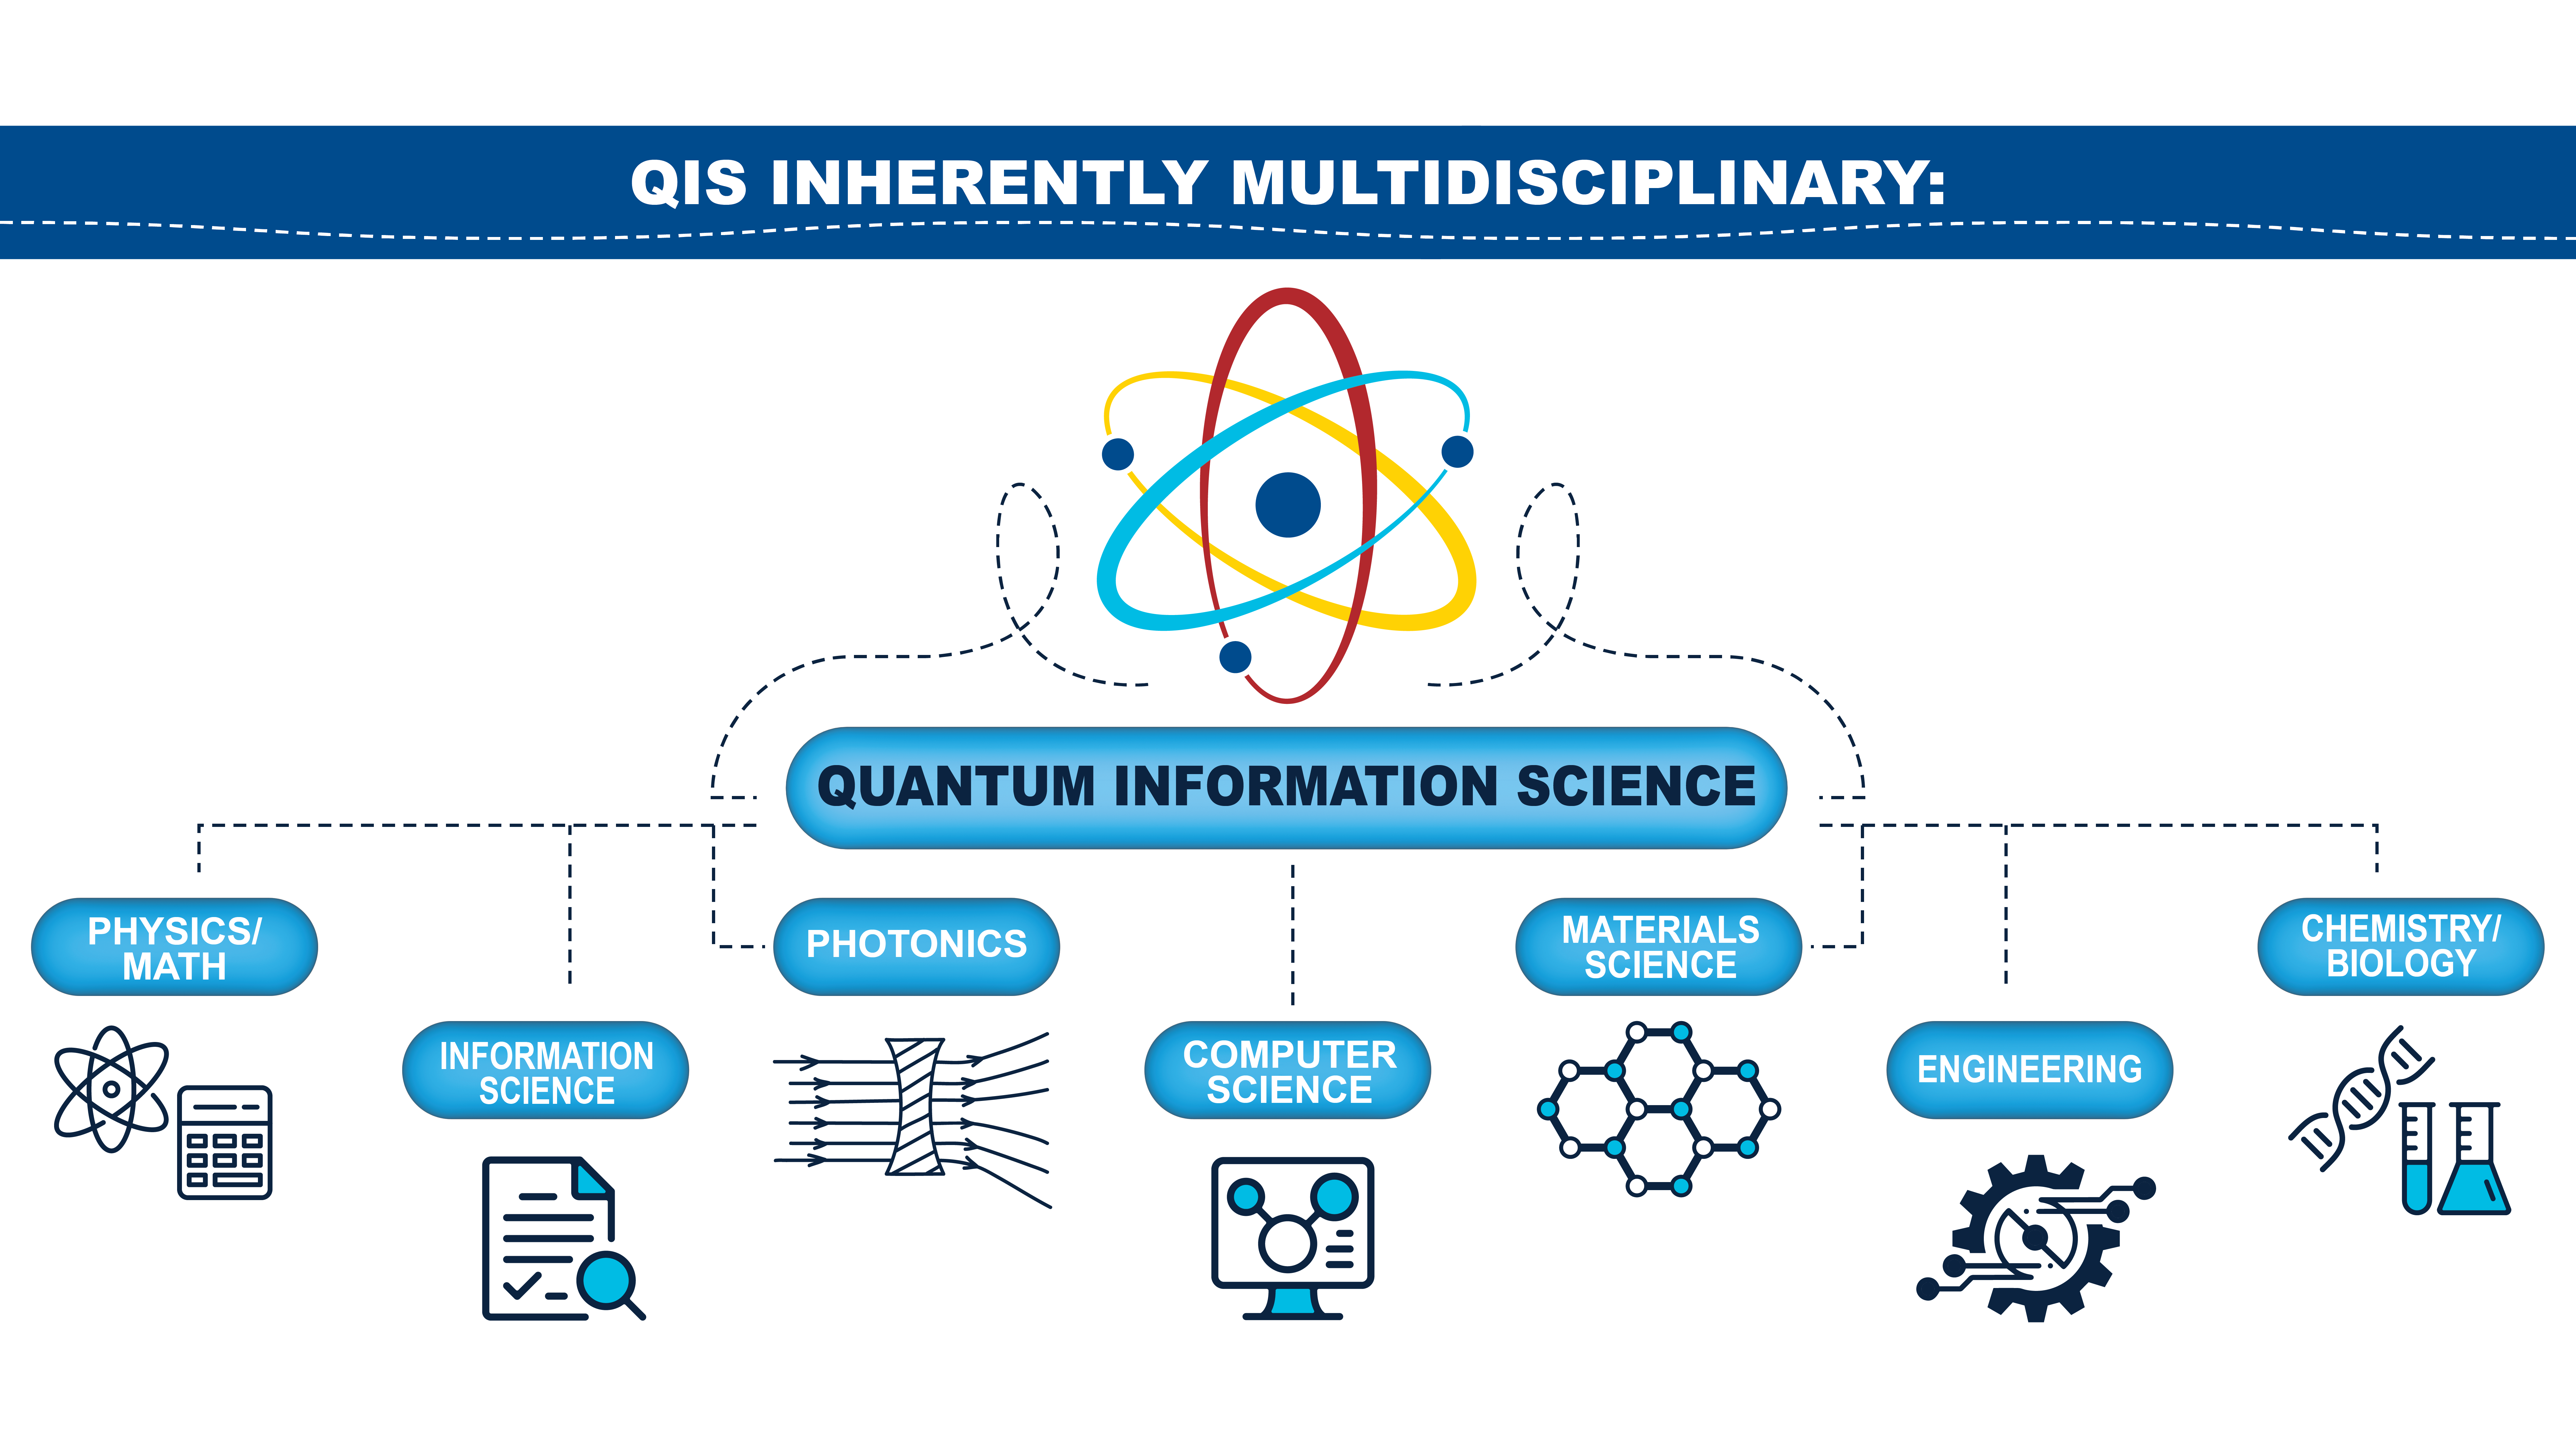 QIS INHERENTLY MULTIDISCIPLINARY:
QUANTUM INFORMATION SCIENCE
PHYSICS/
MATH
INFORMATION
SCIENCE
PHOTONICS
COMPUTER
SCIENCE
MATERIALS
SCIENCE
ENGINEERING
CHEMISTRY/
BIOLOGY